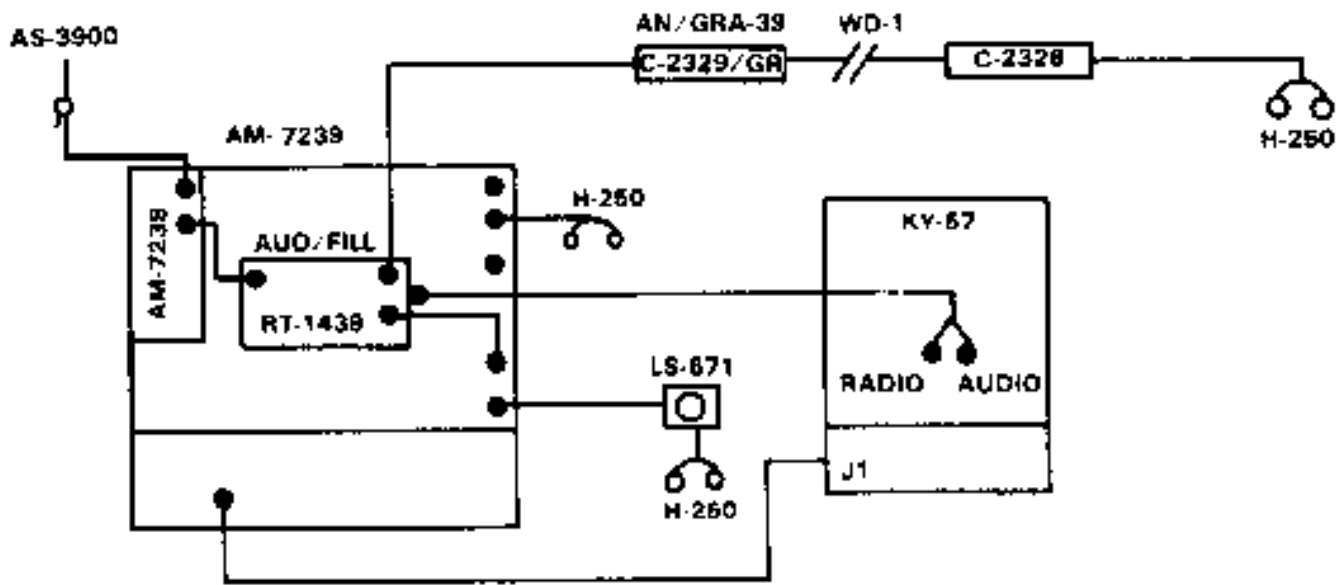 AS-3900
AN/GRA-39
WD-1
C-2329/GR
C-2328
H-250
AM-7239
H-250
KY-57
AM-7238
AUD/FILL
RT-1439
LS-671
RADIO AUDIO
H-250
J1